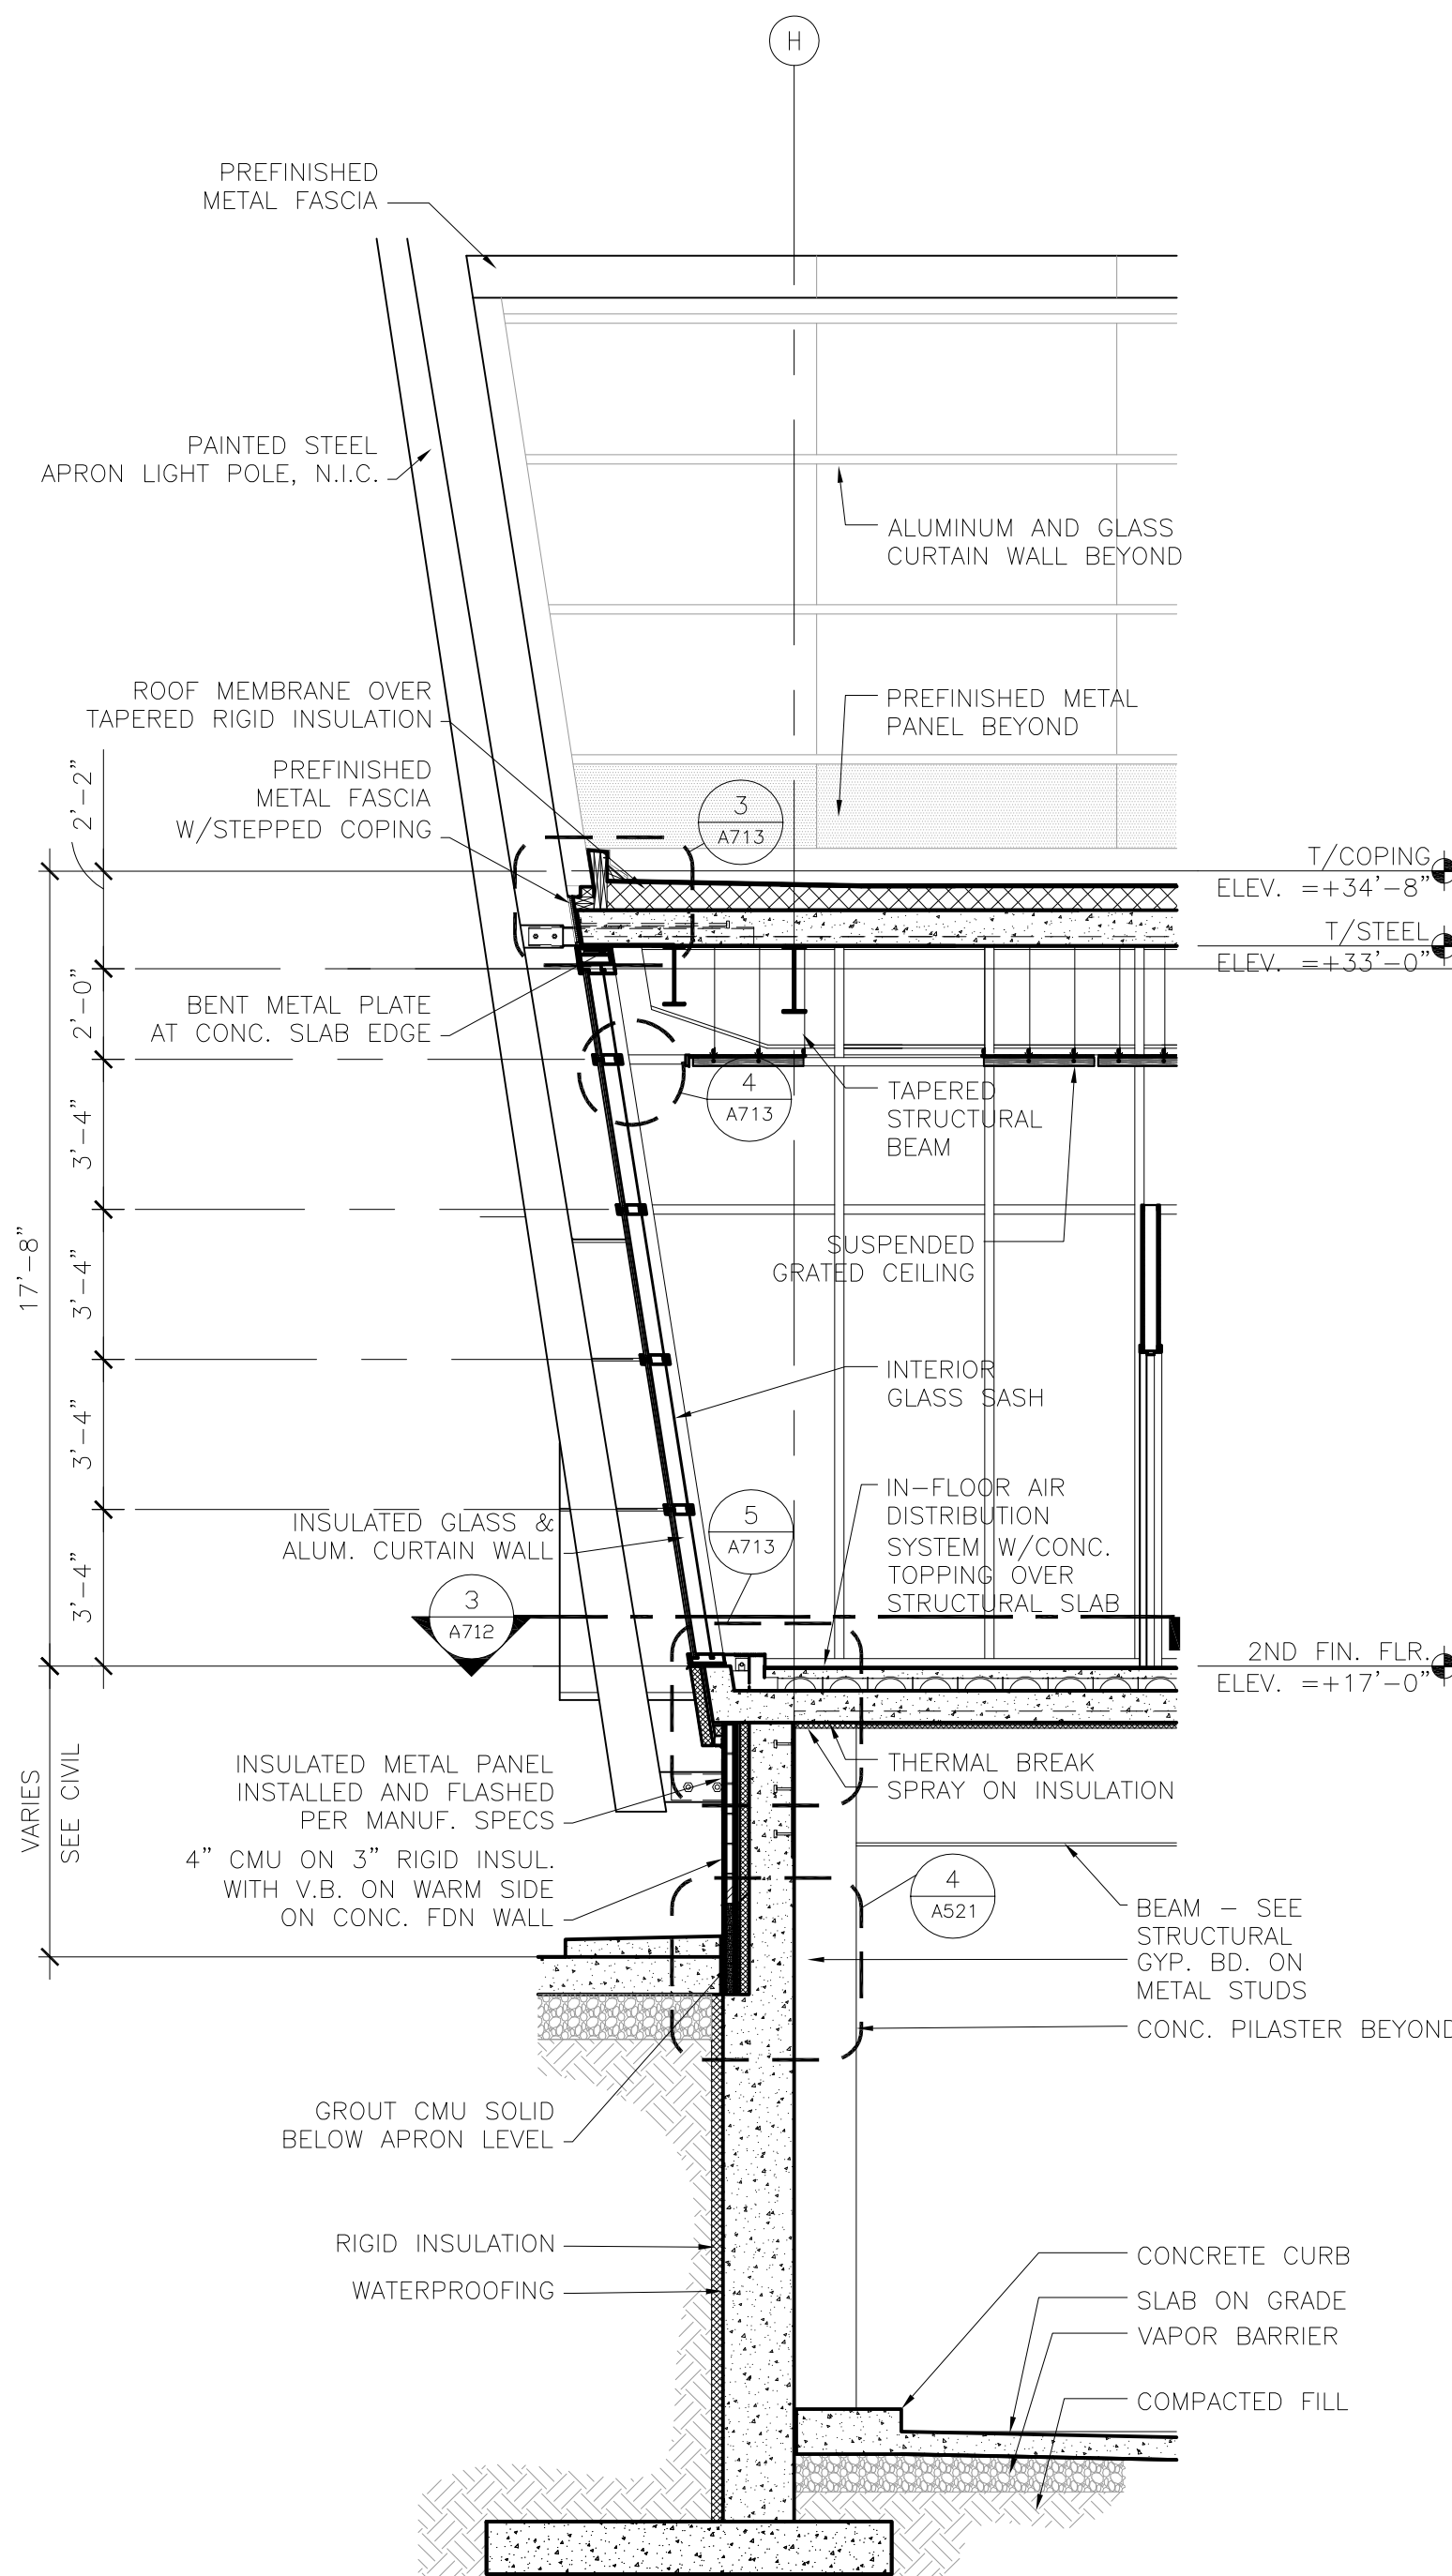 H
PREFINISHED
METAL FASCIA
PAINTED STEEL
APRON LIGHT POLE, N.I.C.
ALUMINUM AND GLASS
CURTAIN WALL BEYOND
ROOF MEMBRANE OVER
TAPERED RIGID INSULATION
PREFINISHED METAL
PANEL BEYOND
PREFINISHED
METAL FASCIA
W/STEPPED COPING
3
A713
2'-2"
T/COPING
ELEV. =+34'-8"
T/STEEL
ELEV. =+33'-0"
BENT METAL PLATE
AT CONC. SLAB EDGE
2'-0"
4
A713
TAPERED
STRUCTURAL
BEAM
3'-4"
SUSPENDED
GRATED CEILING
17'-8"
3'-4"
INTERIOR
GLASS SASH
3'-4"
IN-FLOOR AIR
DISTRIBUTION
SYSTEM W/CONC.
TOPPING OVER
STRUCTURAL SLAB
5
A713
INSULATED GLASS &
ALUM. CURTAIN WALL
3'-4"
3
A712
2ND FIN. FLR.
ELEV. =+17'-0"
THERMAL BREAK
SPRAY ON INSULATION
INSULATED METAL PANEL
INSTALLED AND FLASHED
PER MANUF. SPECS
VARIES
SEE CIVIL
4" CMU ON 3" RIGID INSUL.
WITH V.B. ON WARM SIDE
ON CONC. FDN WALL
4
A521
BEAM - SEE
STRUCTURAL
GYP. BD. ON
METAL STUDS
CONC. PILASTER BEYOND
GROUT CMU SOLID
BELOW APRON LEVEL
RIGID INSULATION
WATERPROOFING
CONCRETE CURB
SLAB ON GRADE
VAPOR BARRIER
COMPACTED FILL